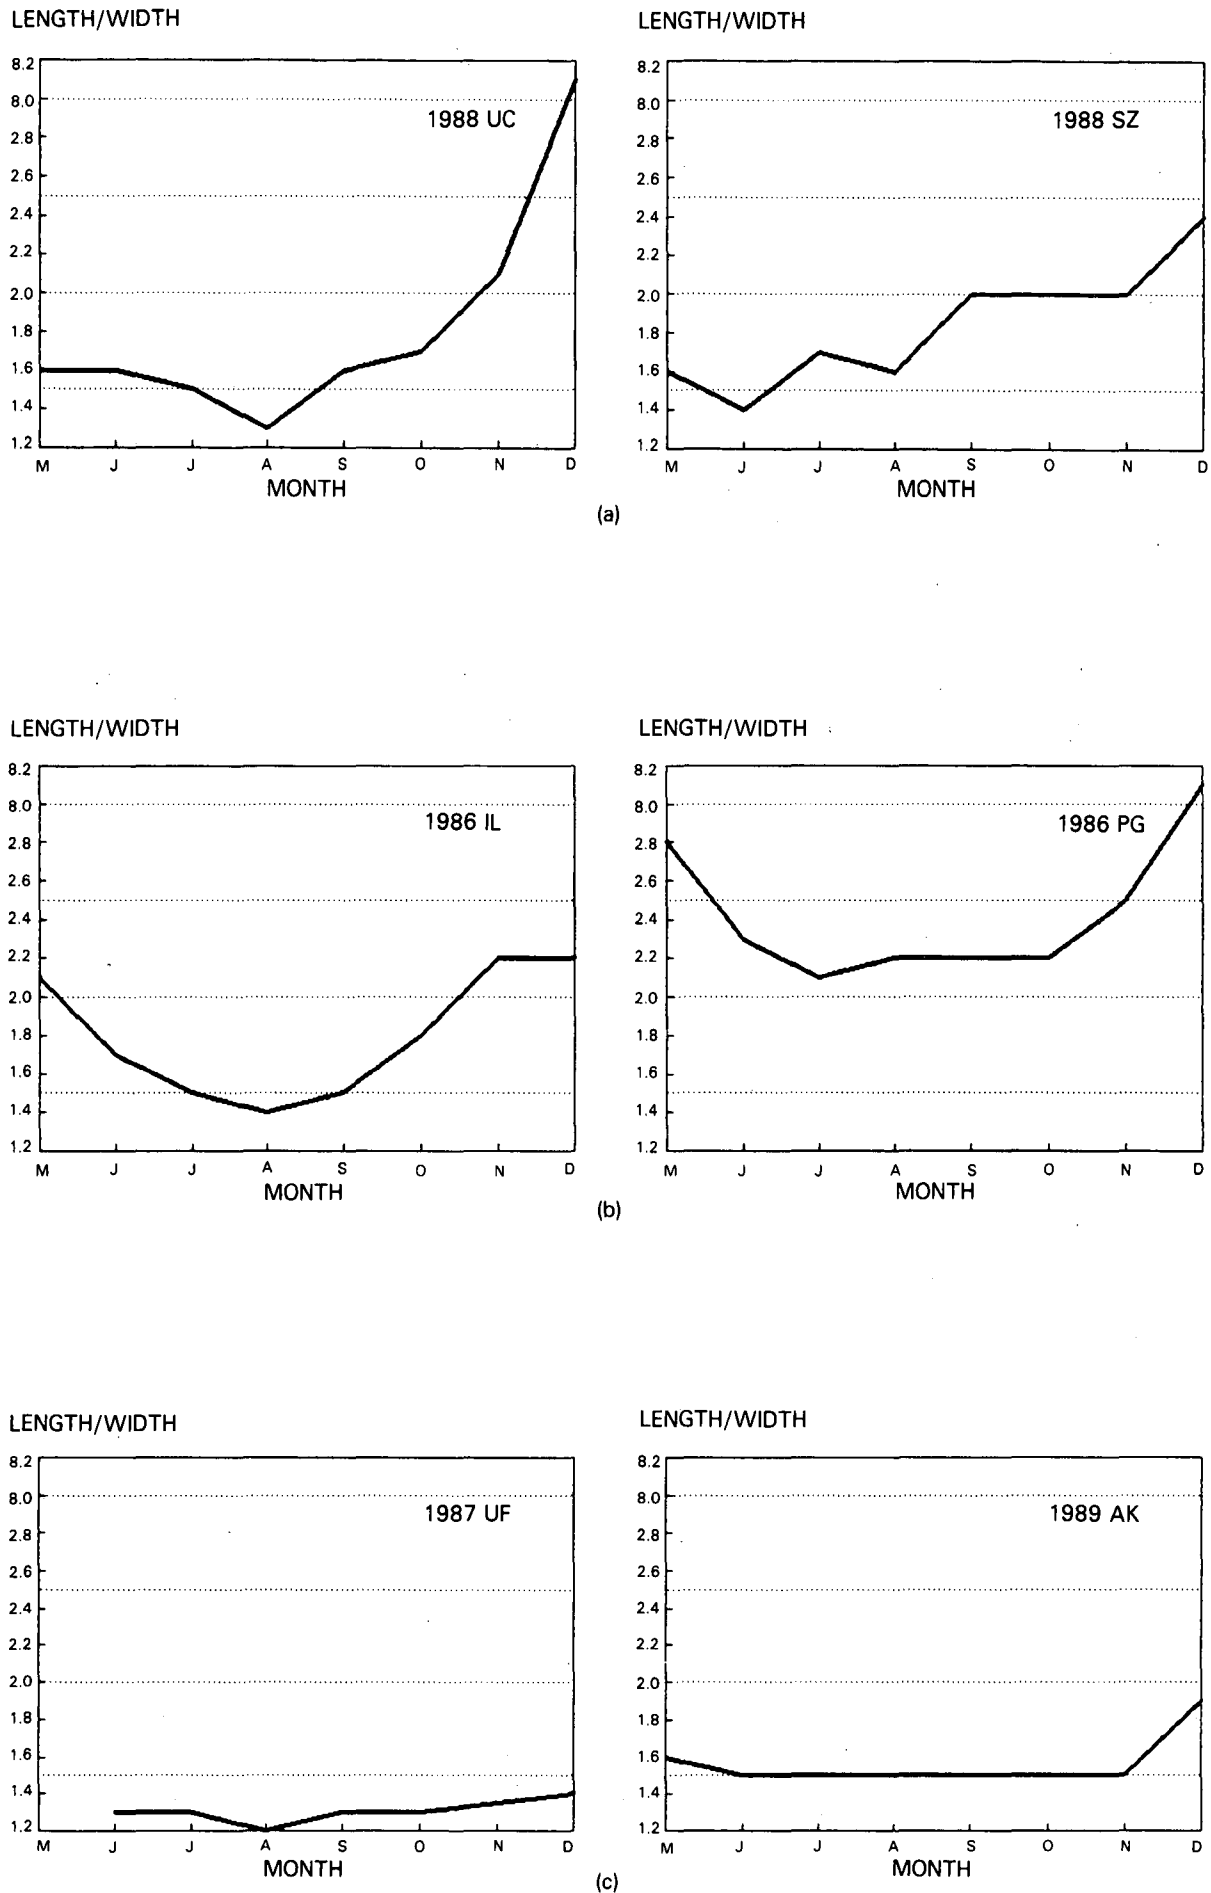 LENGTH/WIDTH
8.2
8.0
2.8
2.6
2.4
2.2
2.0
1.8
1.6
1.4
1.2
1988 UC
M J J A S O N D
MONTH
LENGTH/WIDTH
8.2
8.0
2.8
2.6
2.4
2.2
2.0
1.8
1.6
1.4
1.2
1988 SZ
M J J A S O N D
MONTH
(a)
LENGTH/WIDTH
8.2
8.0
2.8
2.6
2.4
2.2
2.0
1.8
1.6
1.4
1.2
1986 IL
M J J A S O N D
MONTH
LENGTH/WIDTH
8.2
8.0
2.8
2.6
2.4
2.2
2.0
1.8
1.6
1.4
1.2
1986 PG
M J J A S O N D
MONTH
(b)
LENGTH/WIDTH
8.2
8.0
2.8
2.6
2.4
2.2
2.0
1.8
1.6
1.4
1.2
1987 UF
M J J A S O N D
MONTH
LENGTH/WIDTH
8.2
8.0
2.8
2.6
2.4
2.2
2.0
1.8
1.6
1.4
1.2
1989 AK
M J J A S O N D
MONTH
(c)